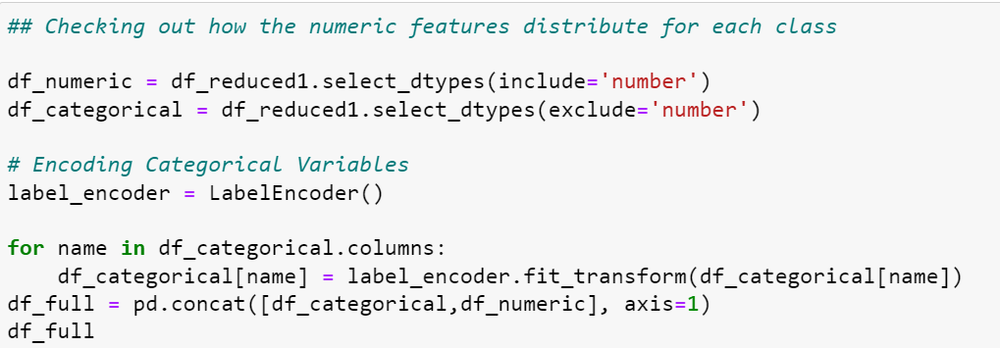 ## Checking out how the numeric features distribute for each class
df_numeric = df_reduced1.select_dtypes(include='number')
df_categorical = df_reduced1.select_dtypes(exclude='number')
# Encoding Categorical Variables
label_encoder = LabelEncoder()
for name in df_categorical.columns:
    df_categorical[name] = label_encoder.fit_transform(df_categorical[name])
df_full = pd.concat([df_categorical,df_numeric], axis=1)
df_full